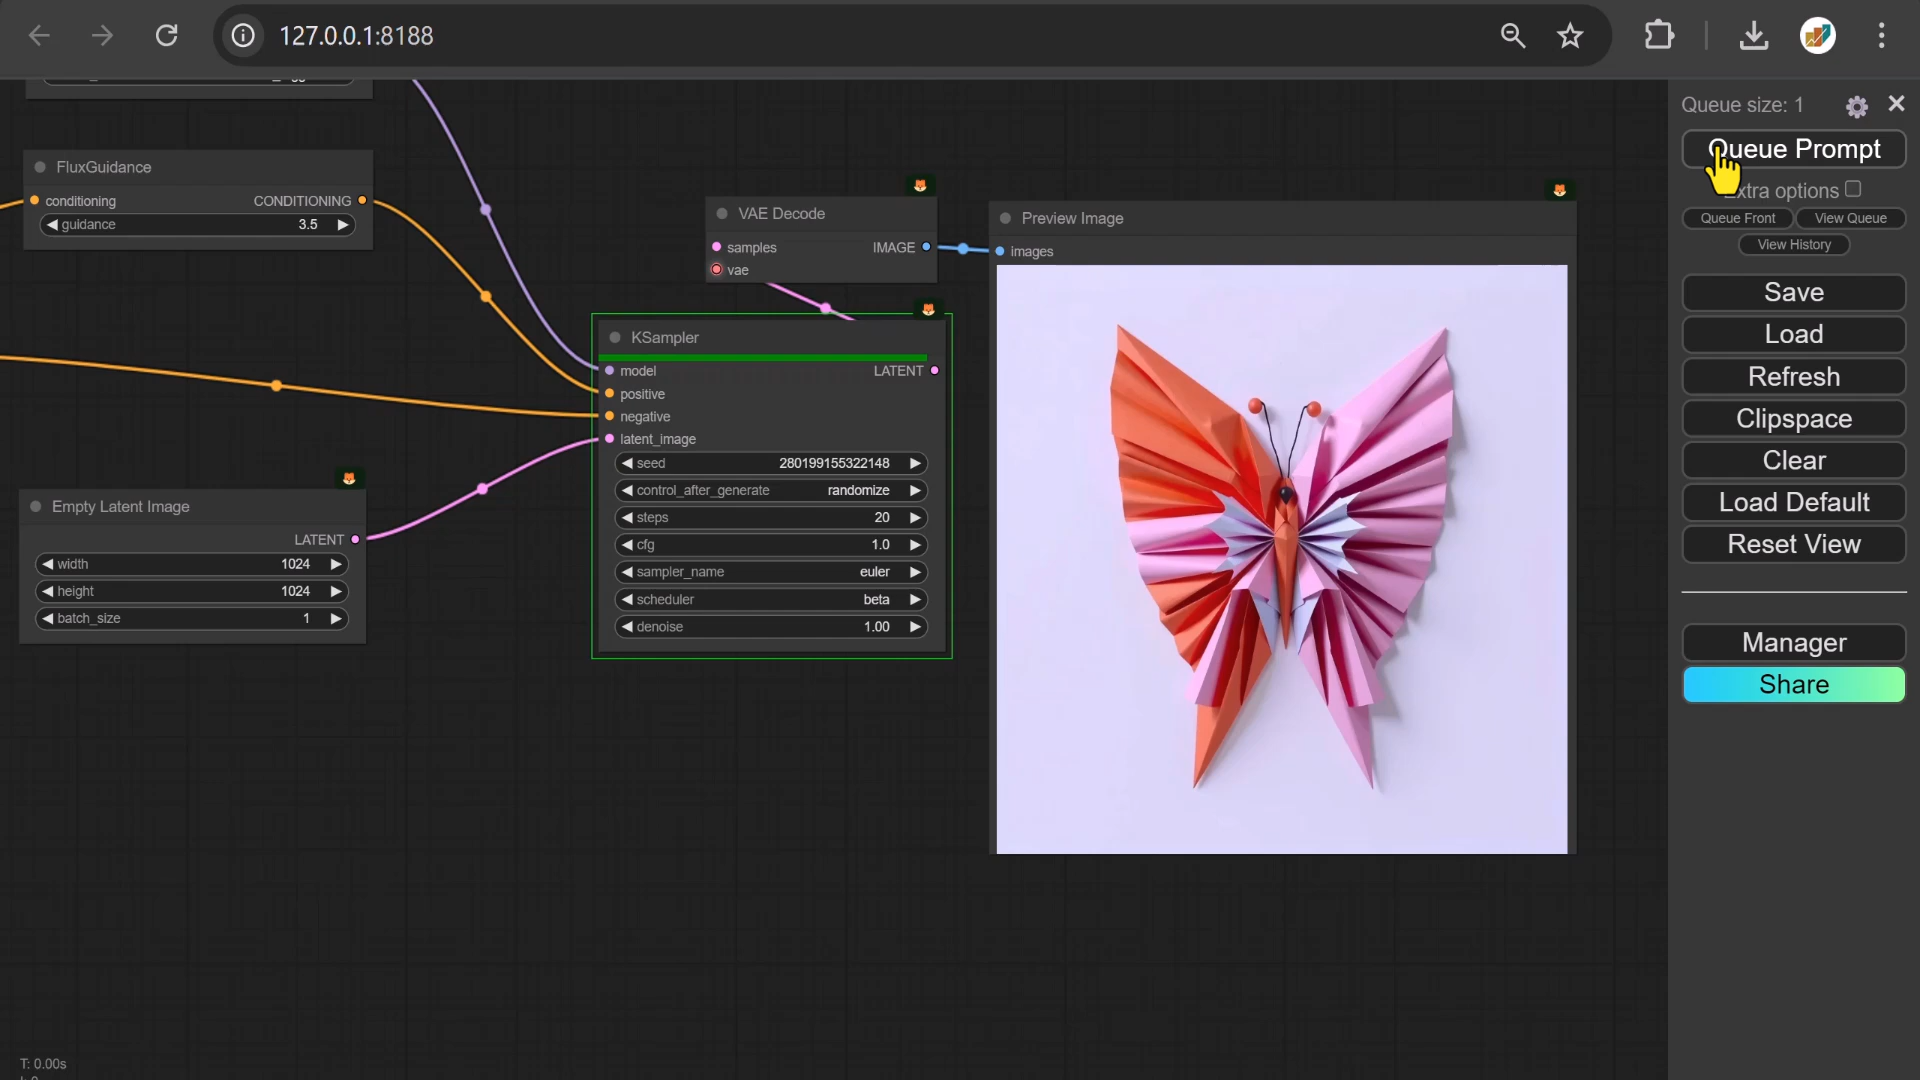 127.0.0.1:8188
Queue size: 1
Queue Prompt
Extra options
Queue Front
View Queue
View History
Save
Load
Refresh
Clipspace
Clear
Load Default
Reset View
Manager
Share
FluxGuidance
conditioning
CONDITIONING
guidance
3.5
Empty Latent Image
LATENT
width
1024
height
1024
batch_size
1
VAE Decode
samples
IMAGE
vae
KSampler
model
LATENT
positive
negative
latent_image
seed
280199155322148
control_after_generate
randomize
steps
20
cfg
1.0
sampler_name
euler
scheduler
beta
denoise
1.00
Preview Image
images
T: 0.00s